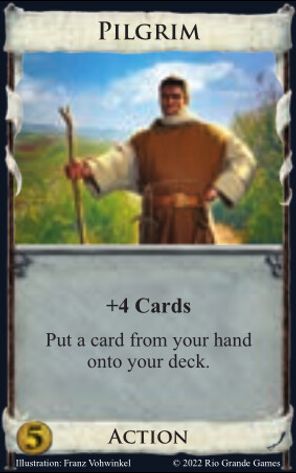 PILGRIM
+4 Cards
Put a card from your hand
onto your deck.
5
ACTION
Illustration: Franz Vohwinkel
© 2022 Rio Grande Games